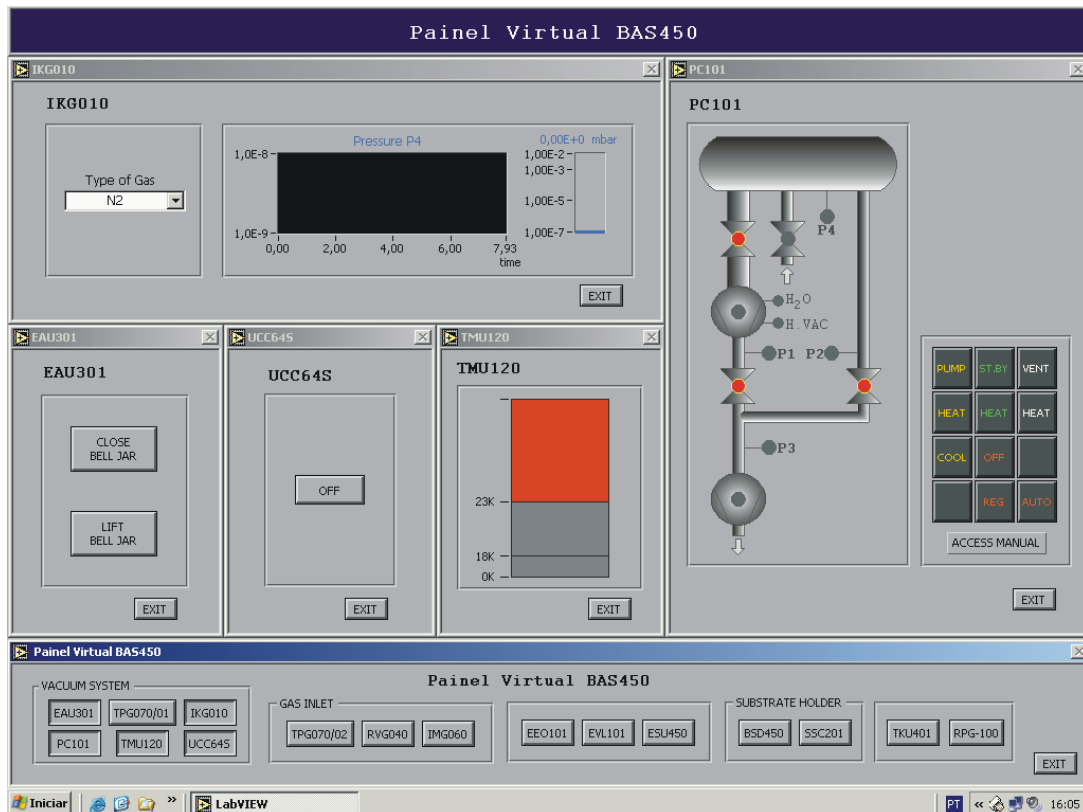 Painel Virtual BAS450
IKG010
IKG010
Type of Gas
N2
Pressure P4
0,00E+0 mbar
1,0E-8
1,0E-9
0,00 2,00 4,00 6,00 7,93
time
1,00E-2
1,00E-3
1,00E-5
1,00E-7
EXIT
PC101
PC101
P4
H2O
H.VAC
P1 P2
P3
PUMP ST.BY VENT
HEAT HEAT HEAT
COOL OFF
REG AUTO
ACCESS MANUAL
EXIT
EAU301
EAU301
CLOSE
BELL JAR
LIFT
BELL JAR
EXIT
UCC64S
UCC64S
OFF
EXIT
TMU120
TMU120
23K
18K
0K
EXIT
Painel Virtual BAS450
Painel Virtual BAS450
VACUUM SYSTEM
EAU301 TPG070/01 IKG010
PC101 TMU120 UCC64S
GAS INLET
TPG070/02 RVG040 IMG060
EEO101 EVL101 ESU450
SUBSTRATE HOLDER
BSD450 SSC201
TKU401 RPG-100
EXIT
Iniciar » LabVIEW PT « 16:05